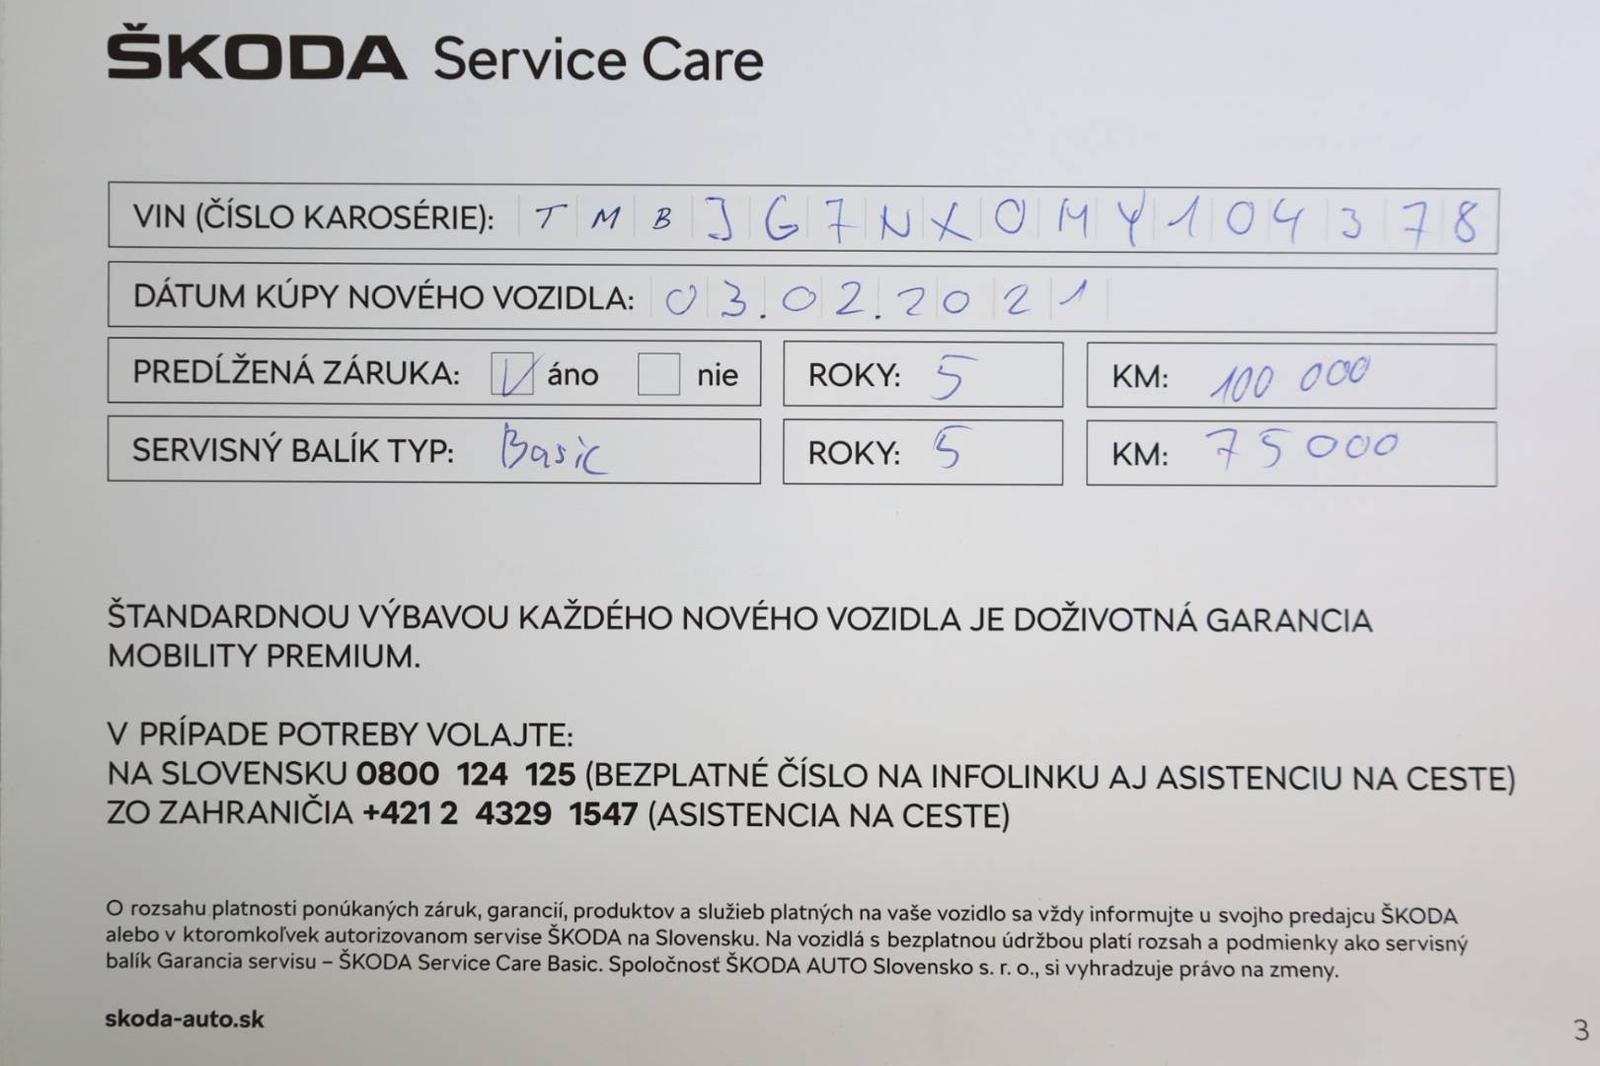 ŠKODA Service Care
VIN (ČÍSLO KAROSÉRIE): TMBJG7NX0MY104378
DÁTUM KÚPY NOVÉHO VOZIDLA: 03.02.2021
PREDĹŽENÁ ZÁRUKA: V áno nie ROKY: 5 KM: 100 000
SERVISNÝ BALÍK TYP: Basic ROKY: 5 KM: 75000
ŠTANDARDNOU VÝBAVOU KAŽDÉHO NOVÉHO VOZIDLA JE DOŽIVOTNÁ GARANCIA
MOBILITY PREMIUM.
V PRÍPADE POTREBY VOLAJTE:
NA SLOVENSKU 0800 124 125 (BEZPLATNÉ ČÍSLO NA INFOLINKU AJ ASISTENCIU NA CESTE)
ZO ZAHRANIČIA +421 2 4329 1547 (ASISTENCIA NA CESTE)
O rozsahu platnosti ponúkaných záruk, garancií, produktov a služieb platných na vaše vozidlo sa vždy informujte u svojho predajcu ŠKODA
alebo v ktoromkoľvek autorizovanom servise ŠKODA na Slovensku. Na vozidlá s bezplatnou údržbou platí rozsah a podmienky ako servisný
balík Garancia servisu – ŠKODA Service Care Basic. Spoločnosť ŠKODA AUTO Slovensko s. r. o., si vyhradzuje právo na zmeny.
skoda-auto.sk
3